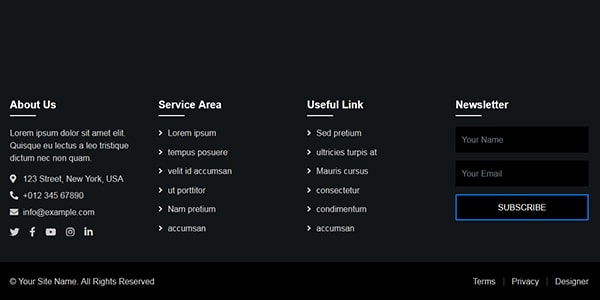 About Us
Lorem ipsum dolor sit amet elit.
Quisque eu lectus a leo tristique
dictum nec non quam.
123 Street, New York, USA
+012 345 67890
info@example.com
Service Area
Lorem ipsum
tempus posuere
velit id accumsan
ut porttitor
Nam pretium
accumsan
Useful Link
Sed pretium
ultricies turpis at
Mauris cursus
consectetur
condimentum
accumsan
Newsletter
Your Name
Your Email
SUBSCRIBE
© Your Site Name. All Rights Reserved
Terms | Privacy | Designer